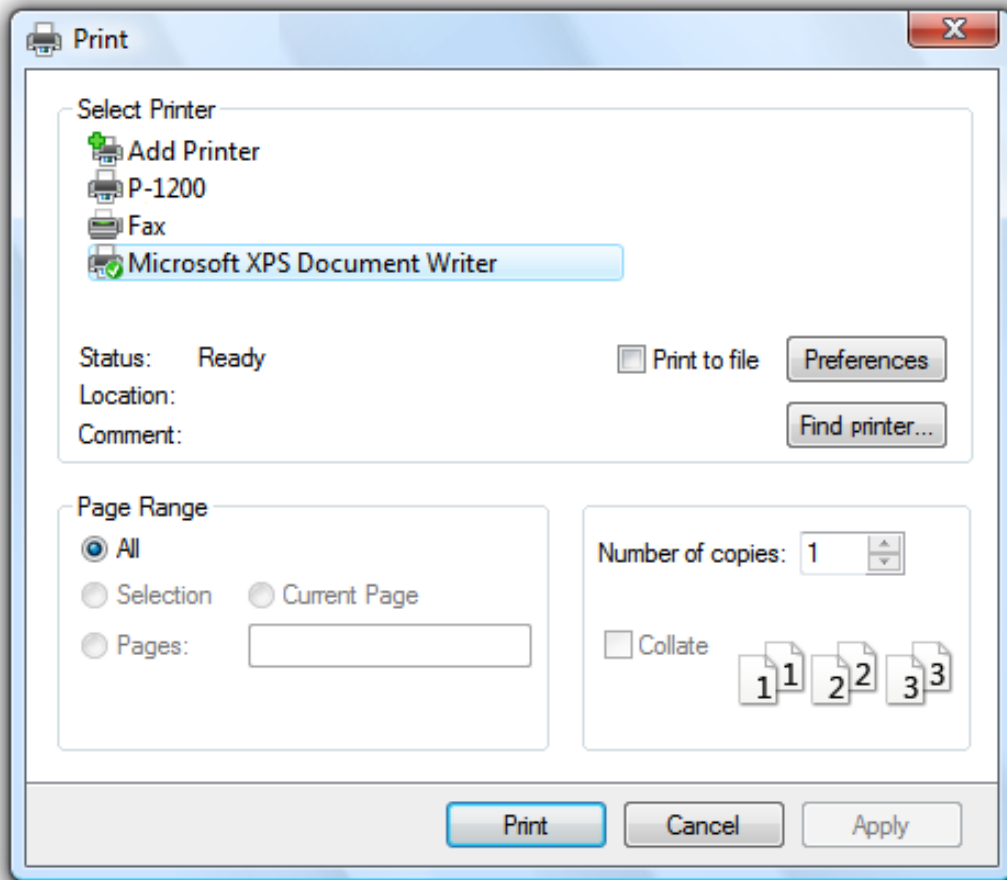 Print
Select Printer
Add Printer
P-1200
Fax
Microsoft XPS Document Writer
Status: Ready
Print to file
Preferences
Location:
Comment:
Find printer...
Page Range
All
Selection
Current Page
Pages:
Number of copies: 1
Collate
1 1 2 2 3 3
Print
Cancel
Apply